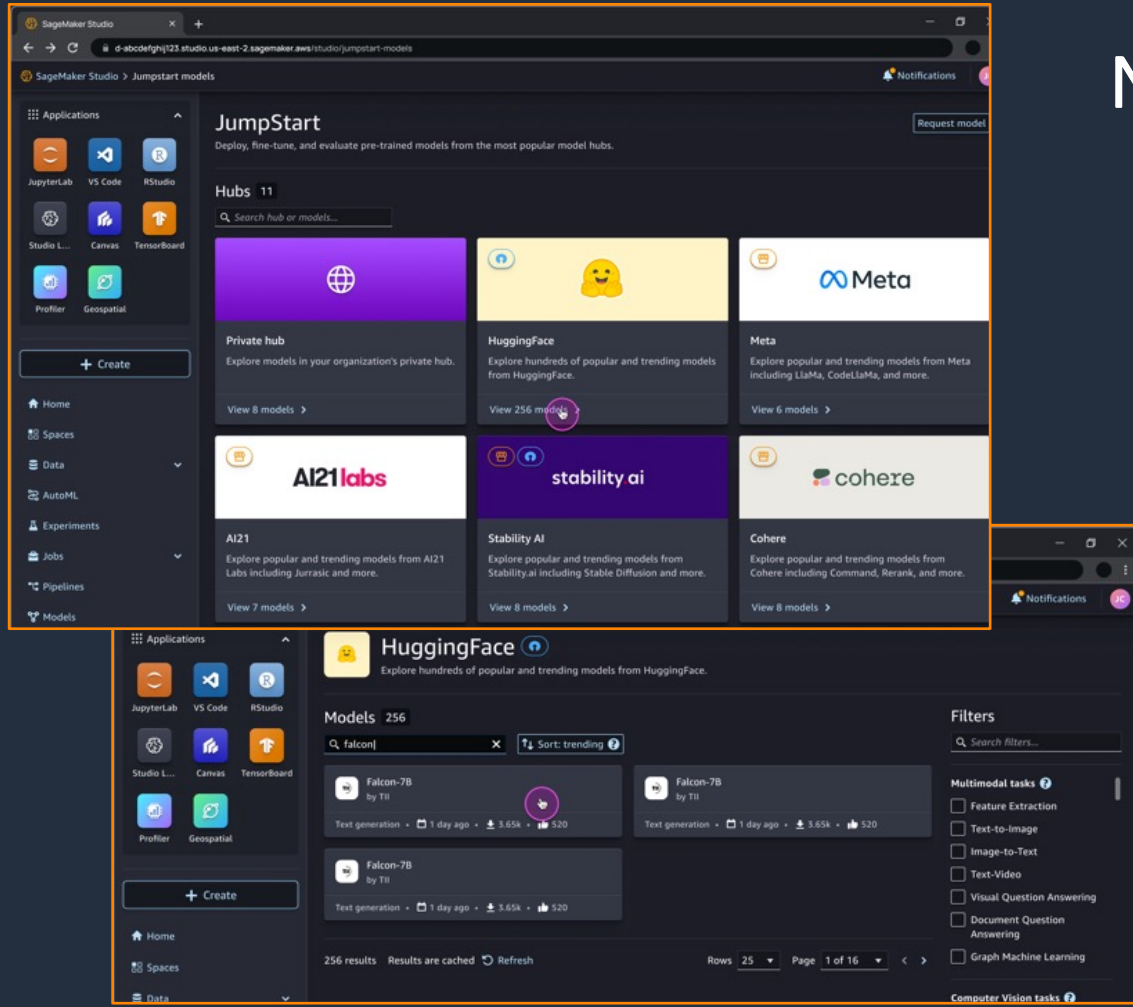 SageMaker Studio
d-abcdefghij123.studio.us-east-2.sagemaker.aws/studio/jumpstart-models
SageMaker Studio > Jumpstart models
Notifications
Applications
JupyterLab VS Code RStudio
Studio L... Canvas TensorBoard
Profiler Geospatial
+ Create
Home
Spaces
Data
AutoML
Experiments
Jobs
Pipelines
Models
JumpStart
Request model
Deploy, fine-tune, and evaluate pre-trained models from the most popular model hubs.
Hubs 11
Search hub or models...
Private hub
Explore models in your organization's private hub.
View 8 models >
HuggingFace
Explore hundreds of popular and trending models
from HuggingFace.
View 256 models >
Meta
Meta
Explore popular and trending models from Meta
including LlaMa, CodeLlaMa, and more.
View 6 models >
AI21labs
AI21
Explore popular and trending models from AI21
Labs including Jurrasic and more.
View 7 models >
stability.ai
Stability AI
Explore popular and trending models from
Stability.ai including Stable Diffusion and more.
View 8 models >
cohere
Cohere
Explore popular and trending models from
Cohere including Command, Rerank, and more.
View 8 models >
N
Notifications
JC
Applications
JupyterLab VS Code RStudio
Studio L... Canvas TensorBoard
Profiler Geospatial
+ Create
Home
Spaces
Data
HuggingFace
Explore hundreds of popular and trending models from HuggingFace.
Models 256
falcon
Sort: trending
Falcon-7B
by TII
Text generation • 1 day ago • 3.65k • 520
Falcon-7B
by TII
Text generation • 1 day ago • 3.65k • 520
Falcon-7B
by TII
Text generation • 1 day ago • 3.65k • 520
256 results Results are cached Refresh
Rows 25 Page 1 of 16 < >
Filters
Search filters...
Multimodal tasks
Feature Extraction
Text-to-Image
Image-to-Text
Text-Video
Visual Question Answering
Document Question
Answering
Graph Machine Learning
Computer Vision tasks